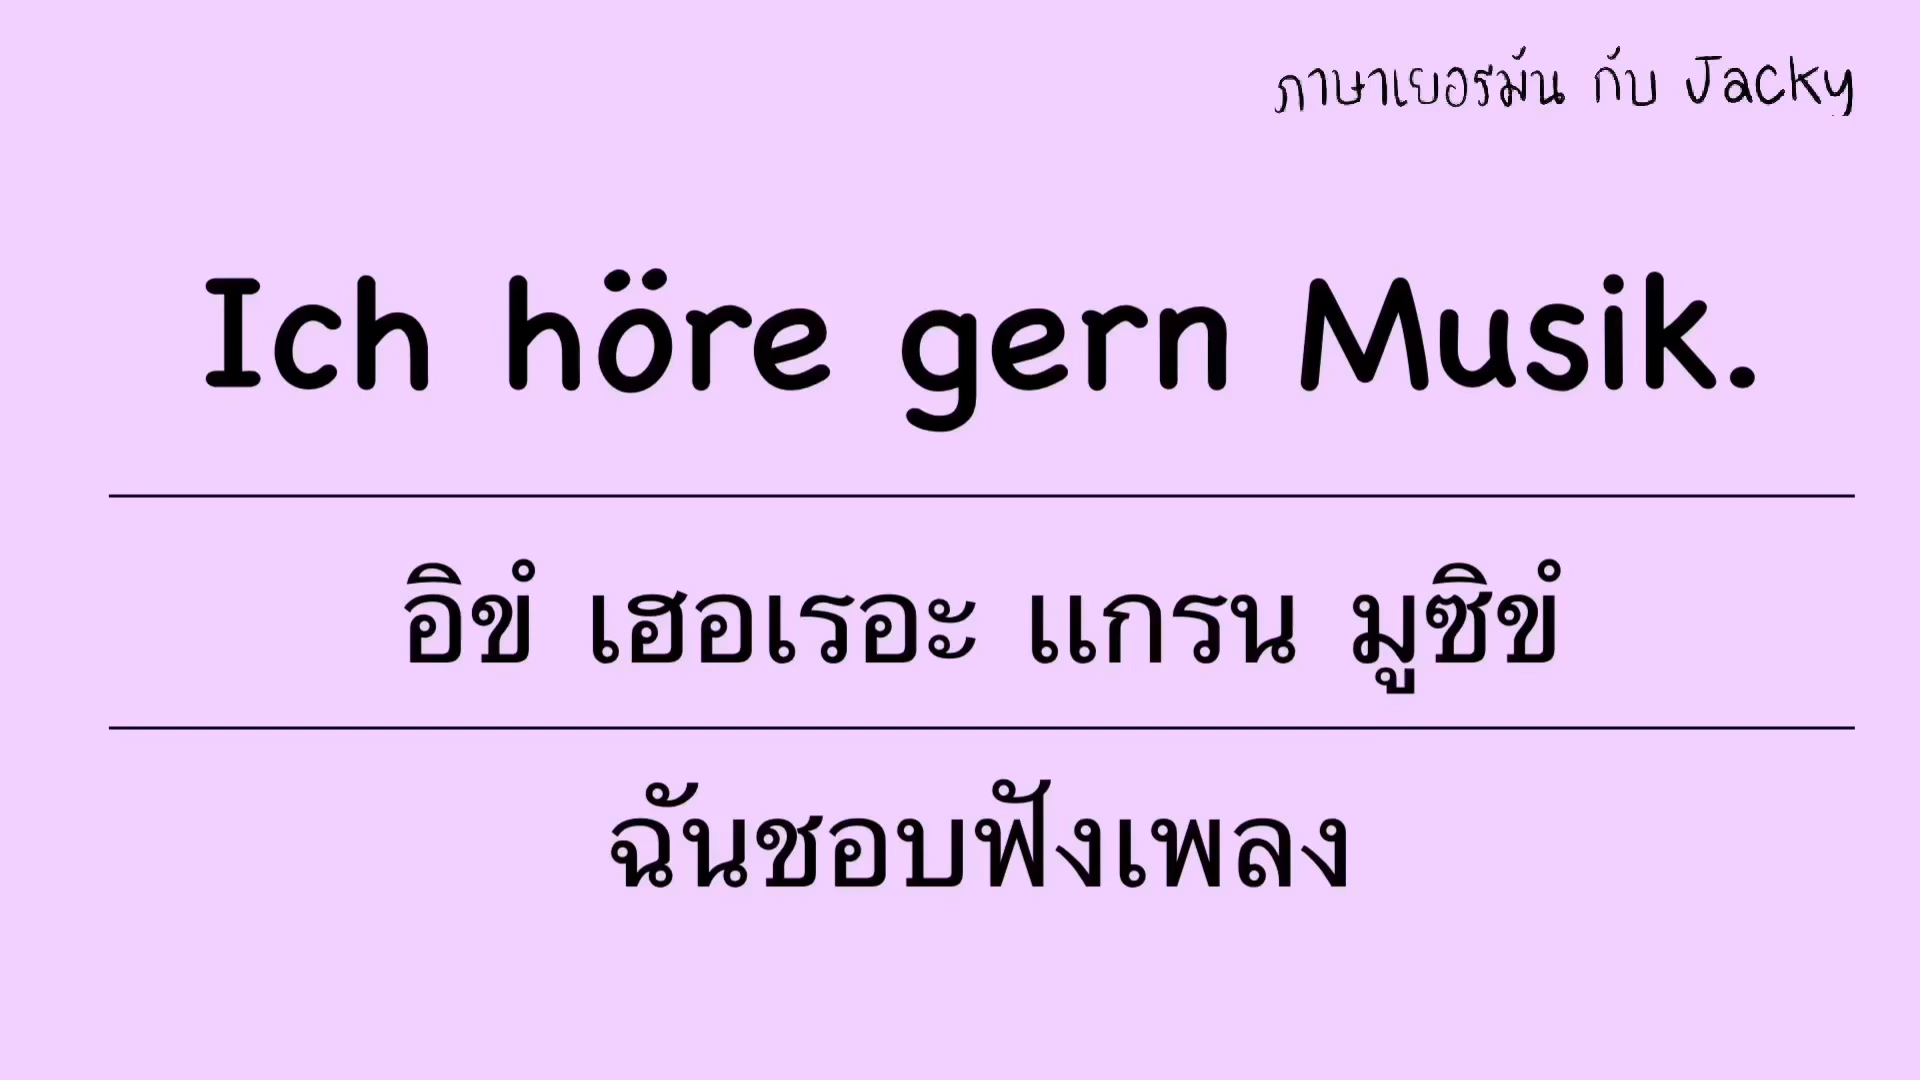 ภาษาเยอรมัน กับ Jacky
Ich höre gern Musik.
อิขํ เฮอเรอะ แกรน มูซิขํ
ฉันชอบฟังเพลง